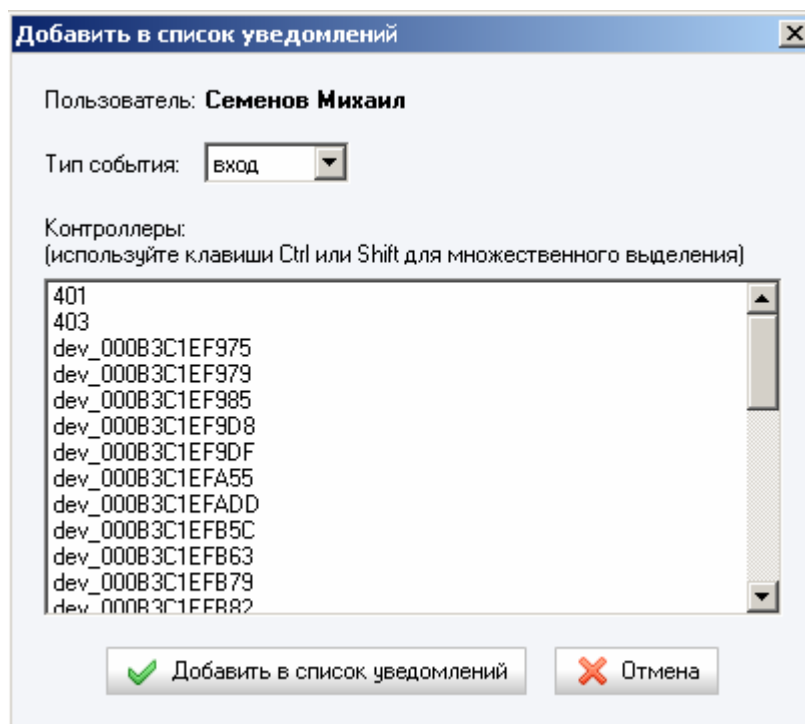 Добавить в список уведомлений
Пользователь: Семенов Михаил
Тип события: вход
Контроллеры:
(используйте клавиши Ctrl или Shift для множественного выделения)
401
403
dev_000B3C1EF975
dev_000B3C1EF979
dev_000B3C1EF985
dev_000B3C1EF9D8
dev_000B3C1EF9DF
dev_000B3C1EFA55
dev_000B3C1EFADD
dev_000B3C1EFB5C
dev_000B3C1EFB63
dev_000B3C1EFB79
dev_000B3C1EFB82
Добавить в список уведомлений Отмена